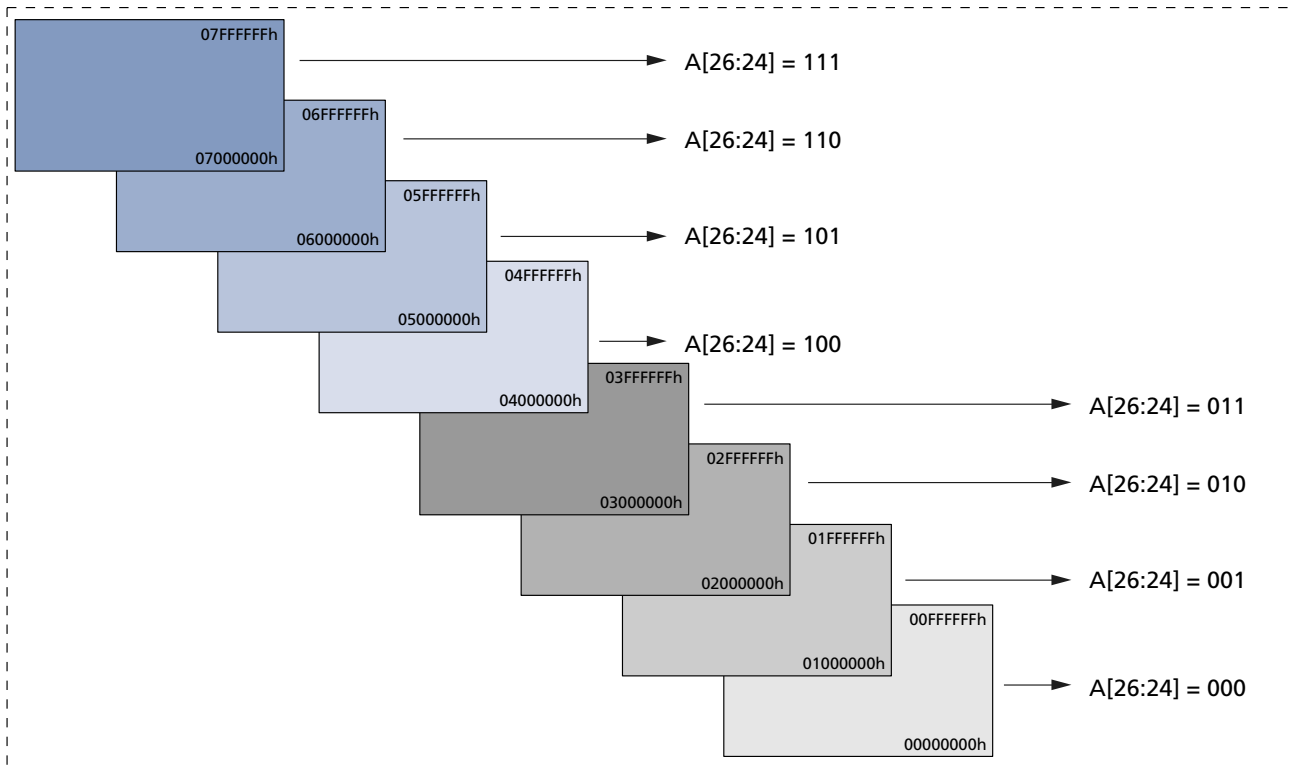 07FFFFFFh
A[26:24] = 111
06FFFFFFh
A[26:24] = 110
07000000h
05FFFFFFh
A[26:24] = 101
06000000h
04FFFFFFh
05000000h
A[26:24] = 100
03FFFFFFh
04000000h
A[26:24] = 011
02FFFFFFh
A[26:24] = 010
03000000h
01FFFFFFh
A[26:24] = 001
02000000h
00FFFFFFh
01000000h
A[26:24] = 000
00000000h